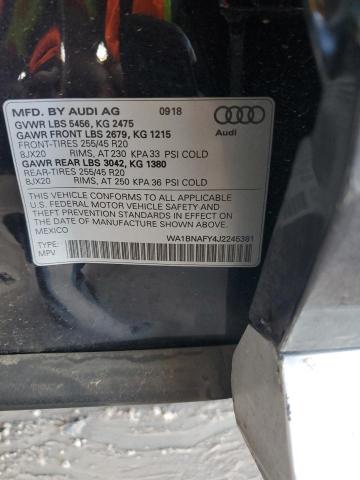 MFD. BY AUDI AG 0918
GVWR LBS 5456, KG 2475
GAWR FRONT LBS 2679, KG 1215
FRONT-TIRES 255/45 R20
8JX20 RIMS, AT 230 KPA 33 PSI COLD
GAWR REAR LBS 3042, KG 1380
REAR-TIRES 255/45 R20
8JX20 RIMS, AT 250 KPA 36 PSI COLD
Audi
THIS VEHICLE CONFORMS TO ALL APPLICABLE
U.S. FEDERAL MOTOR VEHICLE SAFETY AND
THEFT PREVENTION STANDARDS IN EFFECT ON
THE DATE OF MANUFACTURE SHOWN ABOVE.
MEXICO
TYPE: WA1BNAFY4J2245381
MPV